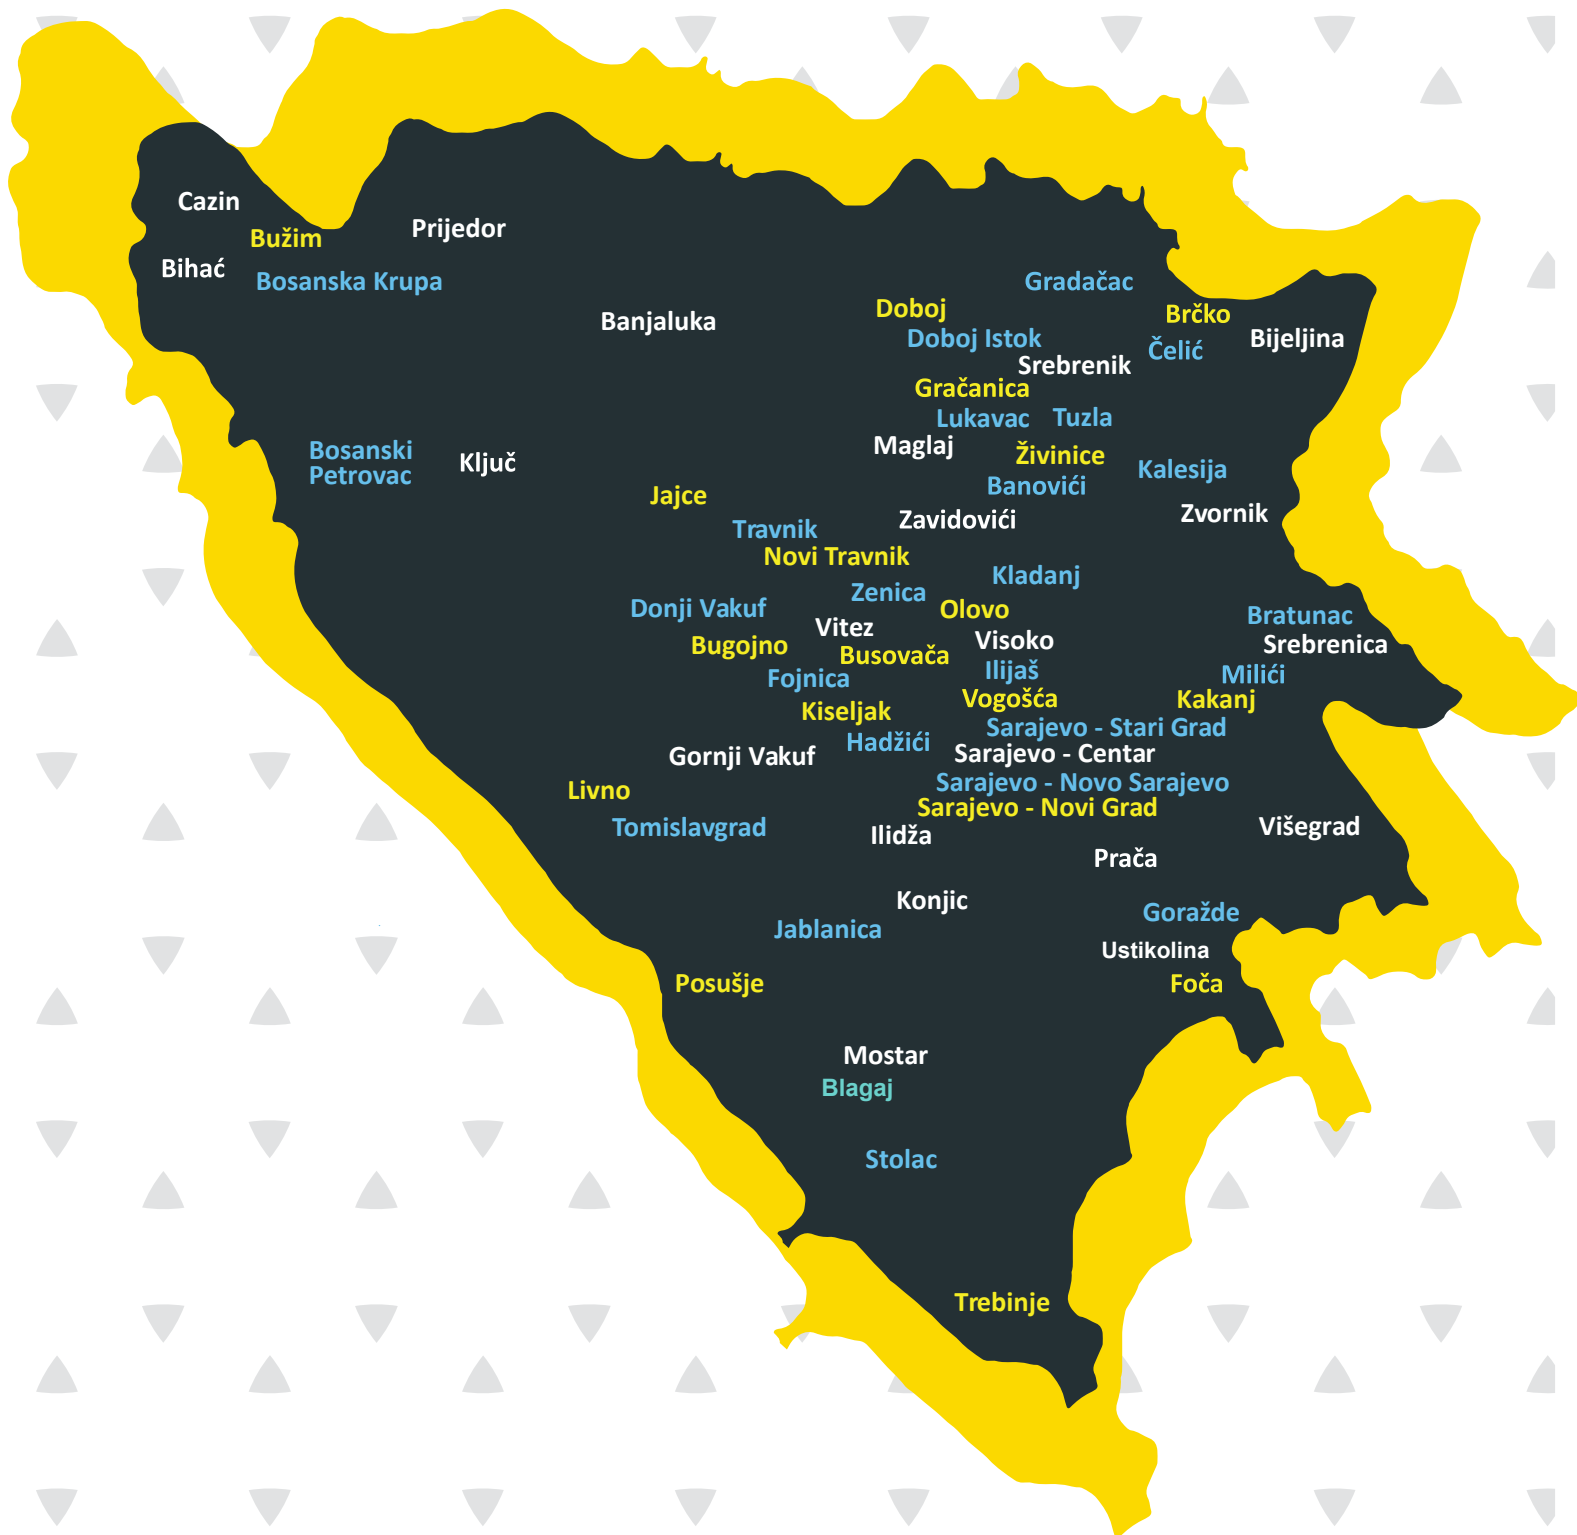 Cazin
Prijedor
Bužim
Bihać
Bosanska Krupa
Gradačac
Doboj
Brčko
Banjaluka
Doboj Istok
Bijeljina
Čelić
Srebrenik
Gračanica
Lukavac
Tuzla
Maglaj
Bosanski
Petrovac
Ključ
Živinice
Kalesija
Banovići
Jajce
Zvornik
Zavidovići
Travnik
Novi Travnik
Kladanj
Zenica
Donji Vakuf
Olovo
Bratunac
Vitez
Visoko
Bugojno
Srebrenica
Busovača
Ilijaš
Fojnica
Milići
Vogošća
Kakanj
Kiseljak
Sarajevo - Stari Grad
Hadžići
Sarajevo - Centar
Gornji Vakuf
Sarajevo - Novo Sarajevo
Livno
Sarajevo - Novi Grad
Tomislavgrad
Višegrad
Ilidža
Prača
Konjic
Goražde
Jablanica
Ustikolina
Posušje
Foča
Mostar
Blagaj
Stolac
Trebinje